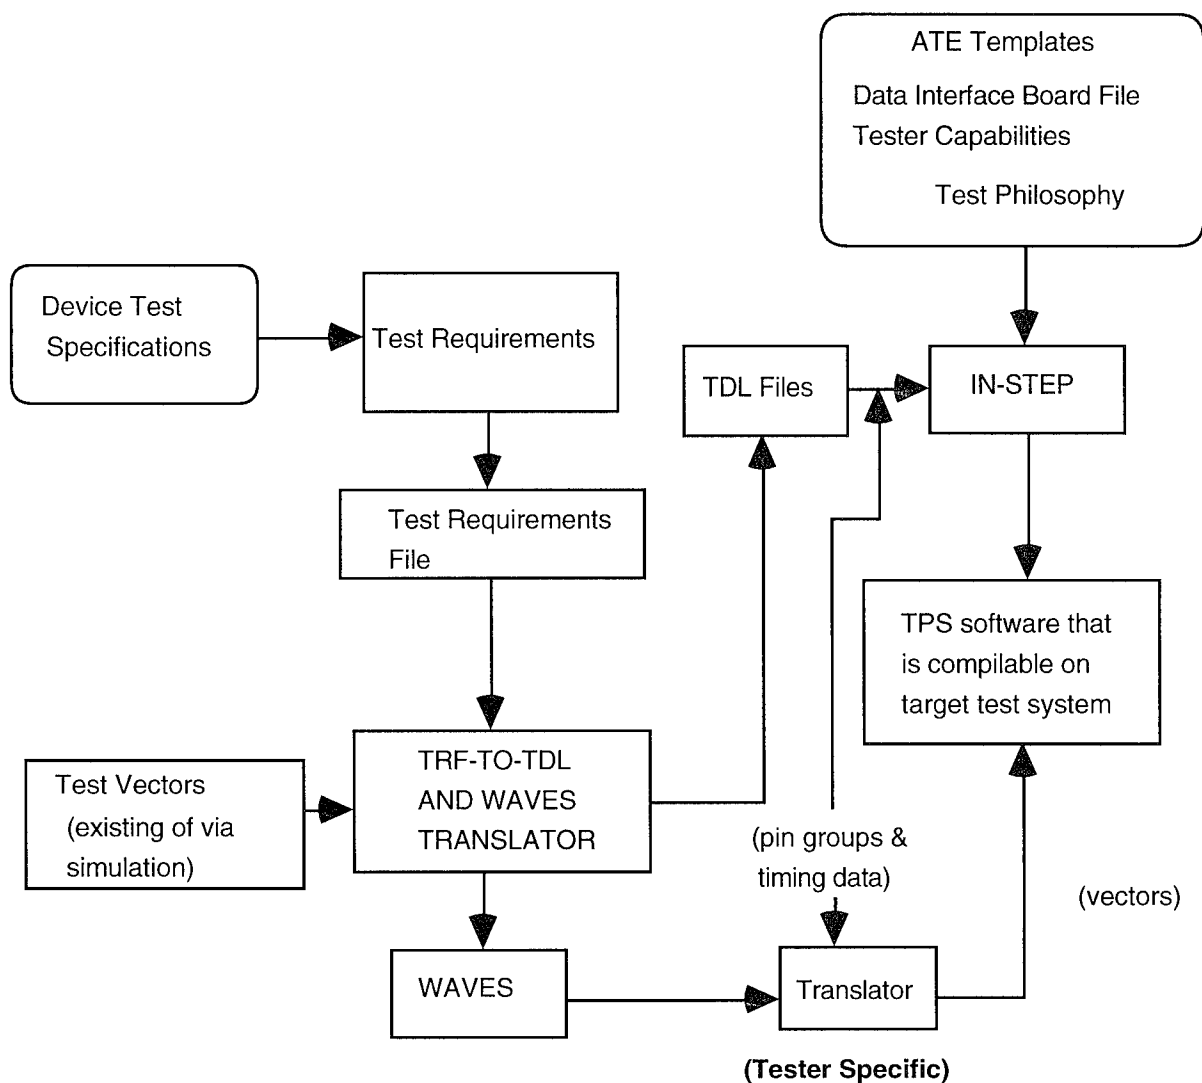 ATE Templates
Data Interface Board File
Tester Capabilities
Test Philosophy
Device Test
Specifications
Test Requirements
TDL Files
IN-STEP
Test Requirements
File
TPS software that
is compilable on
target test system
Test Vectors
(existing of via
simulation)
TRF-TO-TDL
AND WAVES
TRANSLATOR
(pin groups &
timing data)
(vectors)
WAVES
Translator
(Tester Specific)